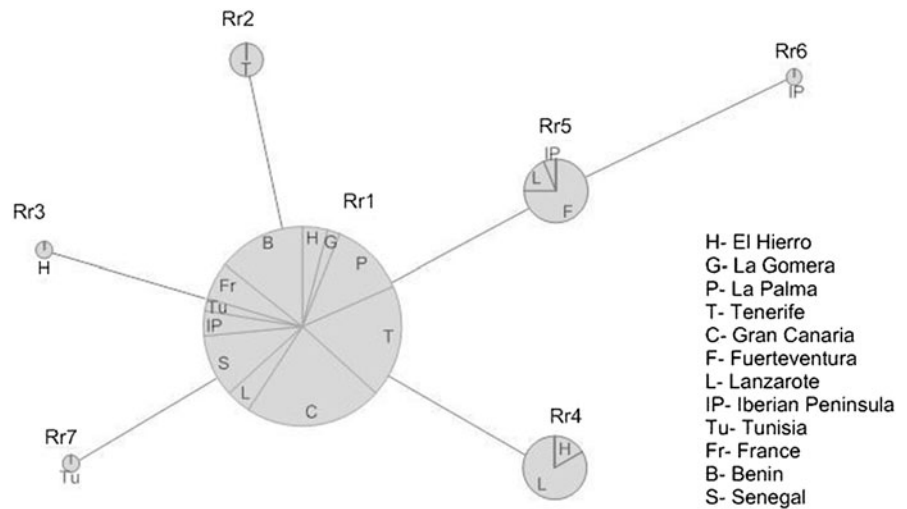 Rr2
T
Rr6
IP
Rr5
IP
L
F
Rr3
H
Rr1
B
H
G
P
Fr
Tu
IP
T
S
L
C
Rr7
Tu
Rr4
H
L
H- El Hierro
G- La Gomera
P- La Palma
T- Tenerife
C- Gran Canaria
F- Fuerteventura
L- Lanzarote
IP- Iberian Peninsula
Tu- Tunisia
Fr- France
B- Benin
S- Senegal